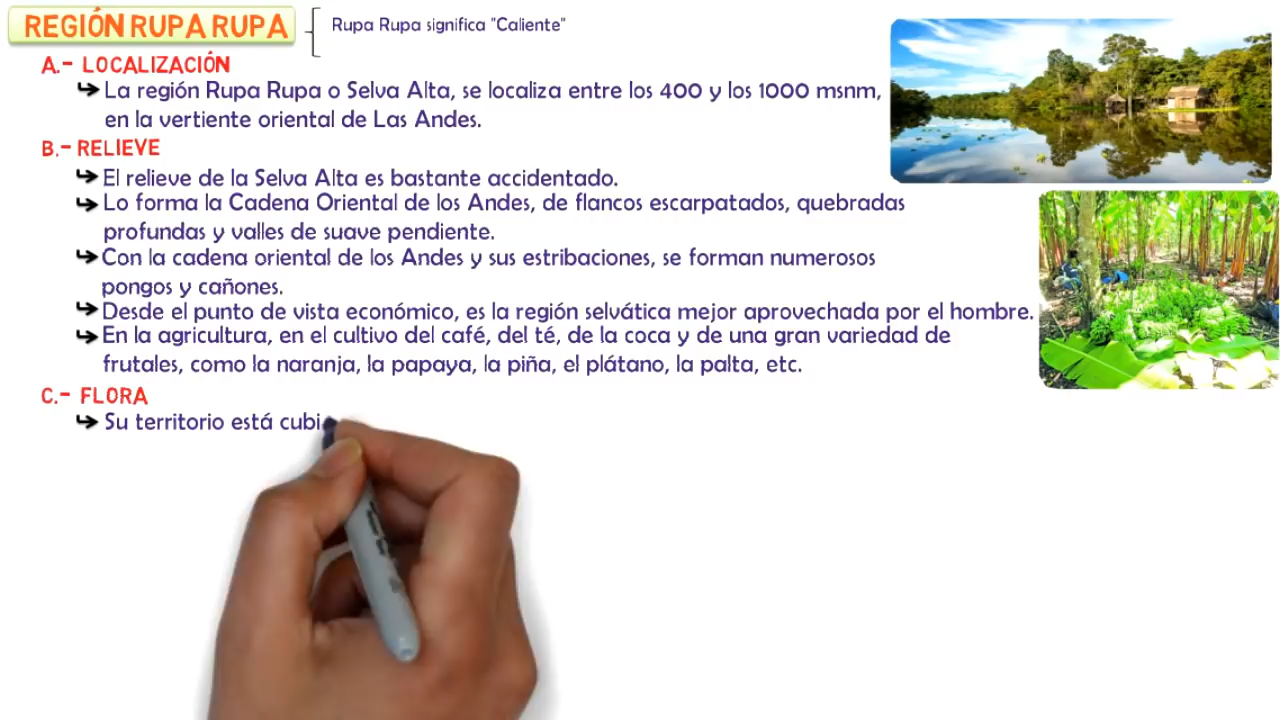 REGIÓN RUPA RUPA
Rupa Rupa significa "Caliente"
A.- LOCALIZACIÓN
La región Rupa Rupa o Selva Alta, se localiza entre los 400 y los 1000 msnm,
en la vertiente oriental de Las Andes.
B.- RELIEVE
El relieve de la Selva Alta es bastante accidentado.
Lo forma la Cadena Oriental de los Andes, de flancos escarpatados, quebradas
profundas y valles de suave pendiente.
Con la cadena oriental de los Andes y sus estribaciones, se forman numerosos
pongos y cañones.
Desde el punto de vista económico, es la región selvática mejor aprovechada por el hombre.
En la agricultura, en el cultivo del café, del té, de la coca y de una gran variedad de
frutales, como la naranja, la papaya, la piña, el plátano, la palta, etc.
C.- FLORA
Su territorio está cubi